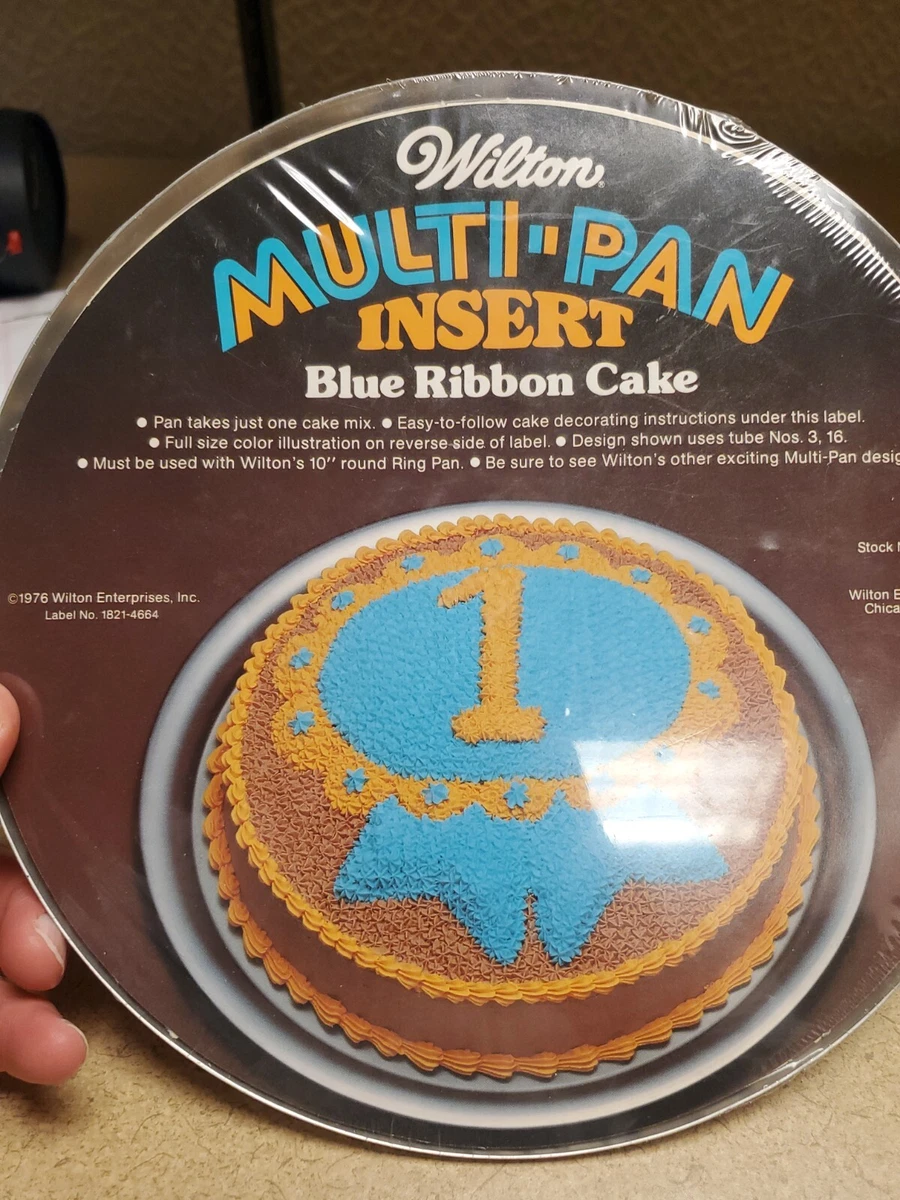 Wilton®
MULTI-PAN
INSERT
Blue Ribbon Cake
● Pan takes just one cake mix. ● Easy-to-follow cake decorating instructions under this label.
● Full size color illustration on reverse side of label. ● Design shown uses tube Nos. 3, 16.
● Must be used with Wilton's 10" round Ring Pan. ● Be sure to see Wilton's other exciting Multi-Pan desig
Stock
©1976 Wilton Enterprises, Inc.
Label No. 1821-4664
Wilton E
Chica
1